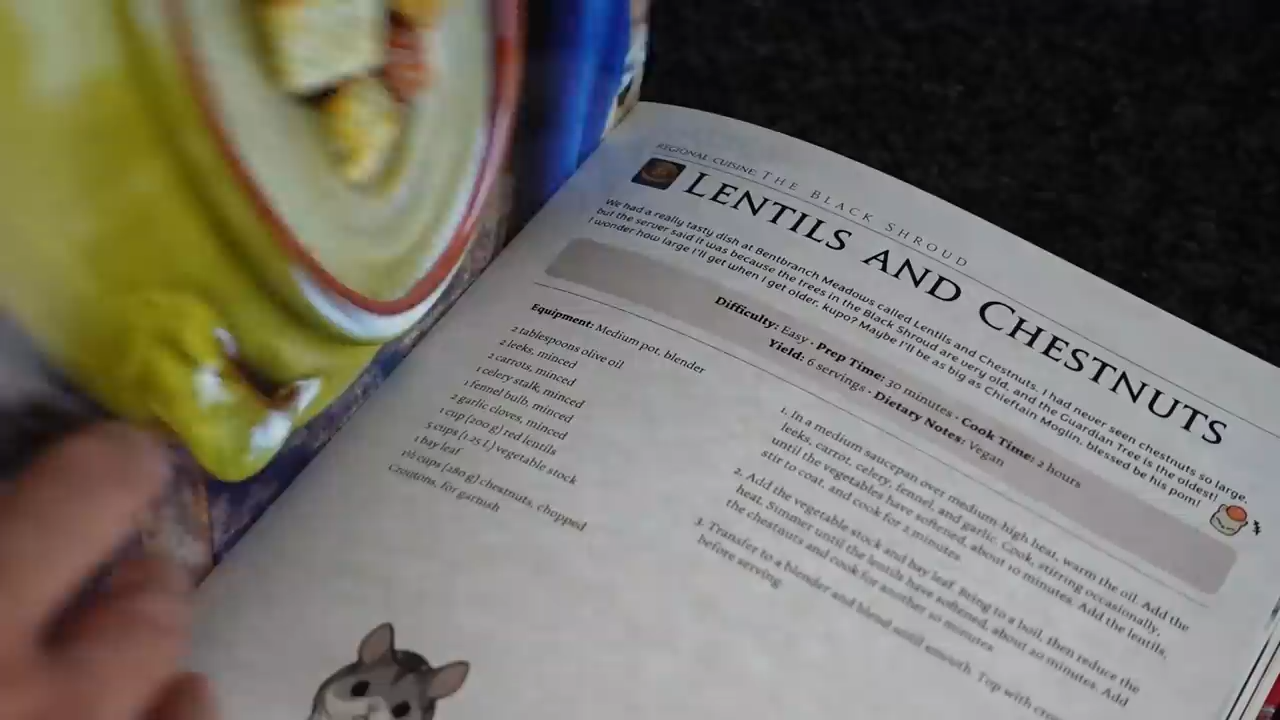 REGIONAL CUISINE: THE BLACK SHROUD
LENTILS AND CHESTNUTS
We had a really tasty dish at Bentbranch Meadows called Lentils and Chestnuts. I had never seen chestnuts so large,
but the server said it was because the trees in the Black Shroud are very old, and the Guardian Tree is the oldest!
I wonder how large I'll get when I get older, kupo? Maybe I'll be as big as Chieftain Moglin, blessed be his pom!
Difficulty: Easy · Prep Time: 30 minutes · Cook Time: 2 hours
Yield: 6 servings · Dietary Notes: Vegan
Equipment: Medium pot, blender
2 tablespoons olive oil
2 leeks, minced
2 carrots, minced
1 celery stalk, minced
1 fennel bulb, minced
2 garlic cloves, minced
1 cup (200 g) red lentils
5 cups (1.25 L) vegetable stock
1 bay leaf
1½ cups (280 g) chestnuts, chopped
Croutons, for garnish
1. In a medium saucepan over medium-high heat, warm the oil. Add the
leeks, carrot, celery, fennel, and garlic. Cook, stirring occasionally,
until the vegetables have softened, about 10 minutes. Add the lentils,
stir to coat, and cook for 2 minutes.
2. Add the vegetable stock and bay leaf. Bring to a boil, then reduce the
heat. Simmer until the lentils have softened, about 20 minutes. Add
the chestnuts and cook for another 10 minutes
3. Transfer to a blender and blend until smooth. Top with
before serving